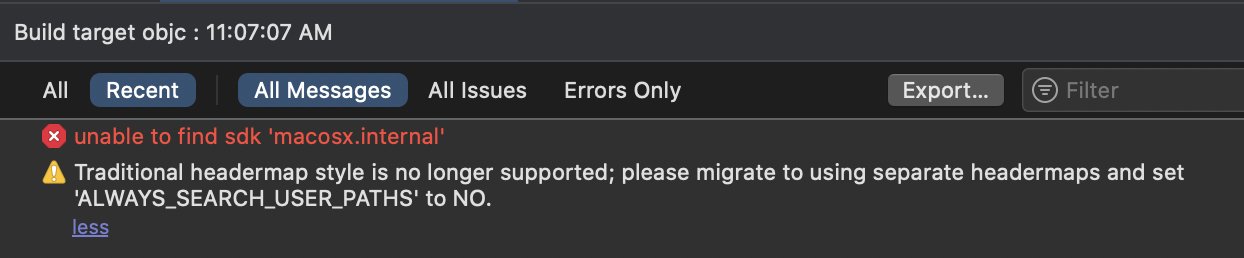 Build target objc : 11:07:07 AM
All Recent All Messages All Issues Errors Only Export... Filter
unable to find sdk 'macosx.internal'
Traditional headermap style is no longer supported; please migrate to using separate headermaps and set
'ALWAYS_SEARCH_USER_PATHS' to NO.
less